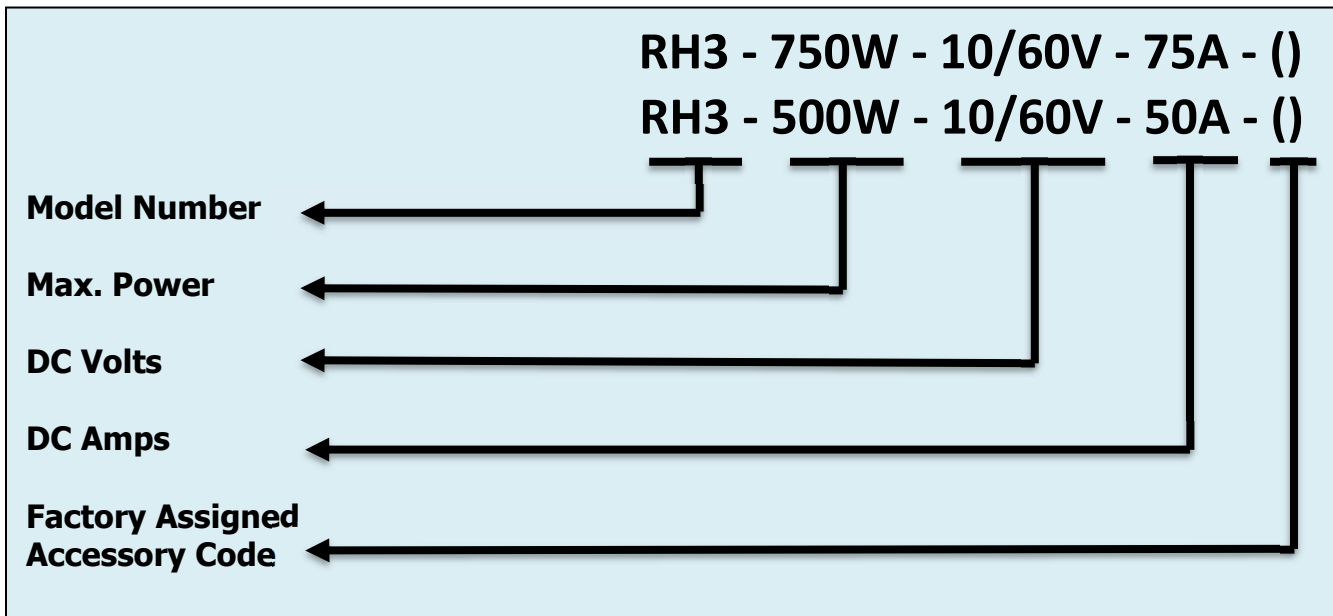 RH3 - 750W - 10/60V - 75A - ()
RH3 - 500W - 10/60V - 50A - ()
Model Number
Max. Power
DC Volts
DC Amps
Factory Assigned
Accessory Code